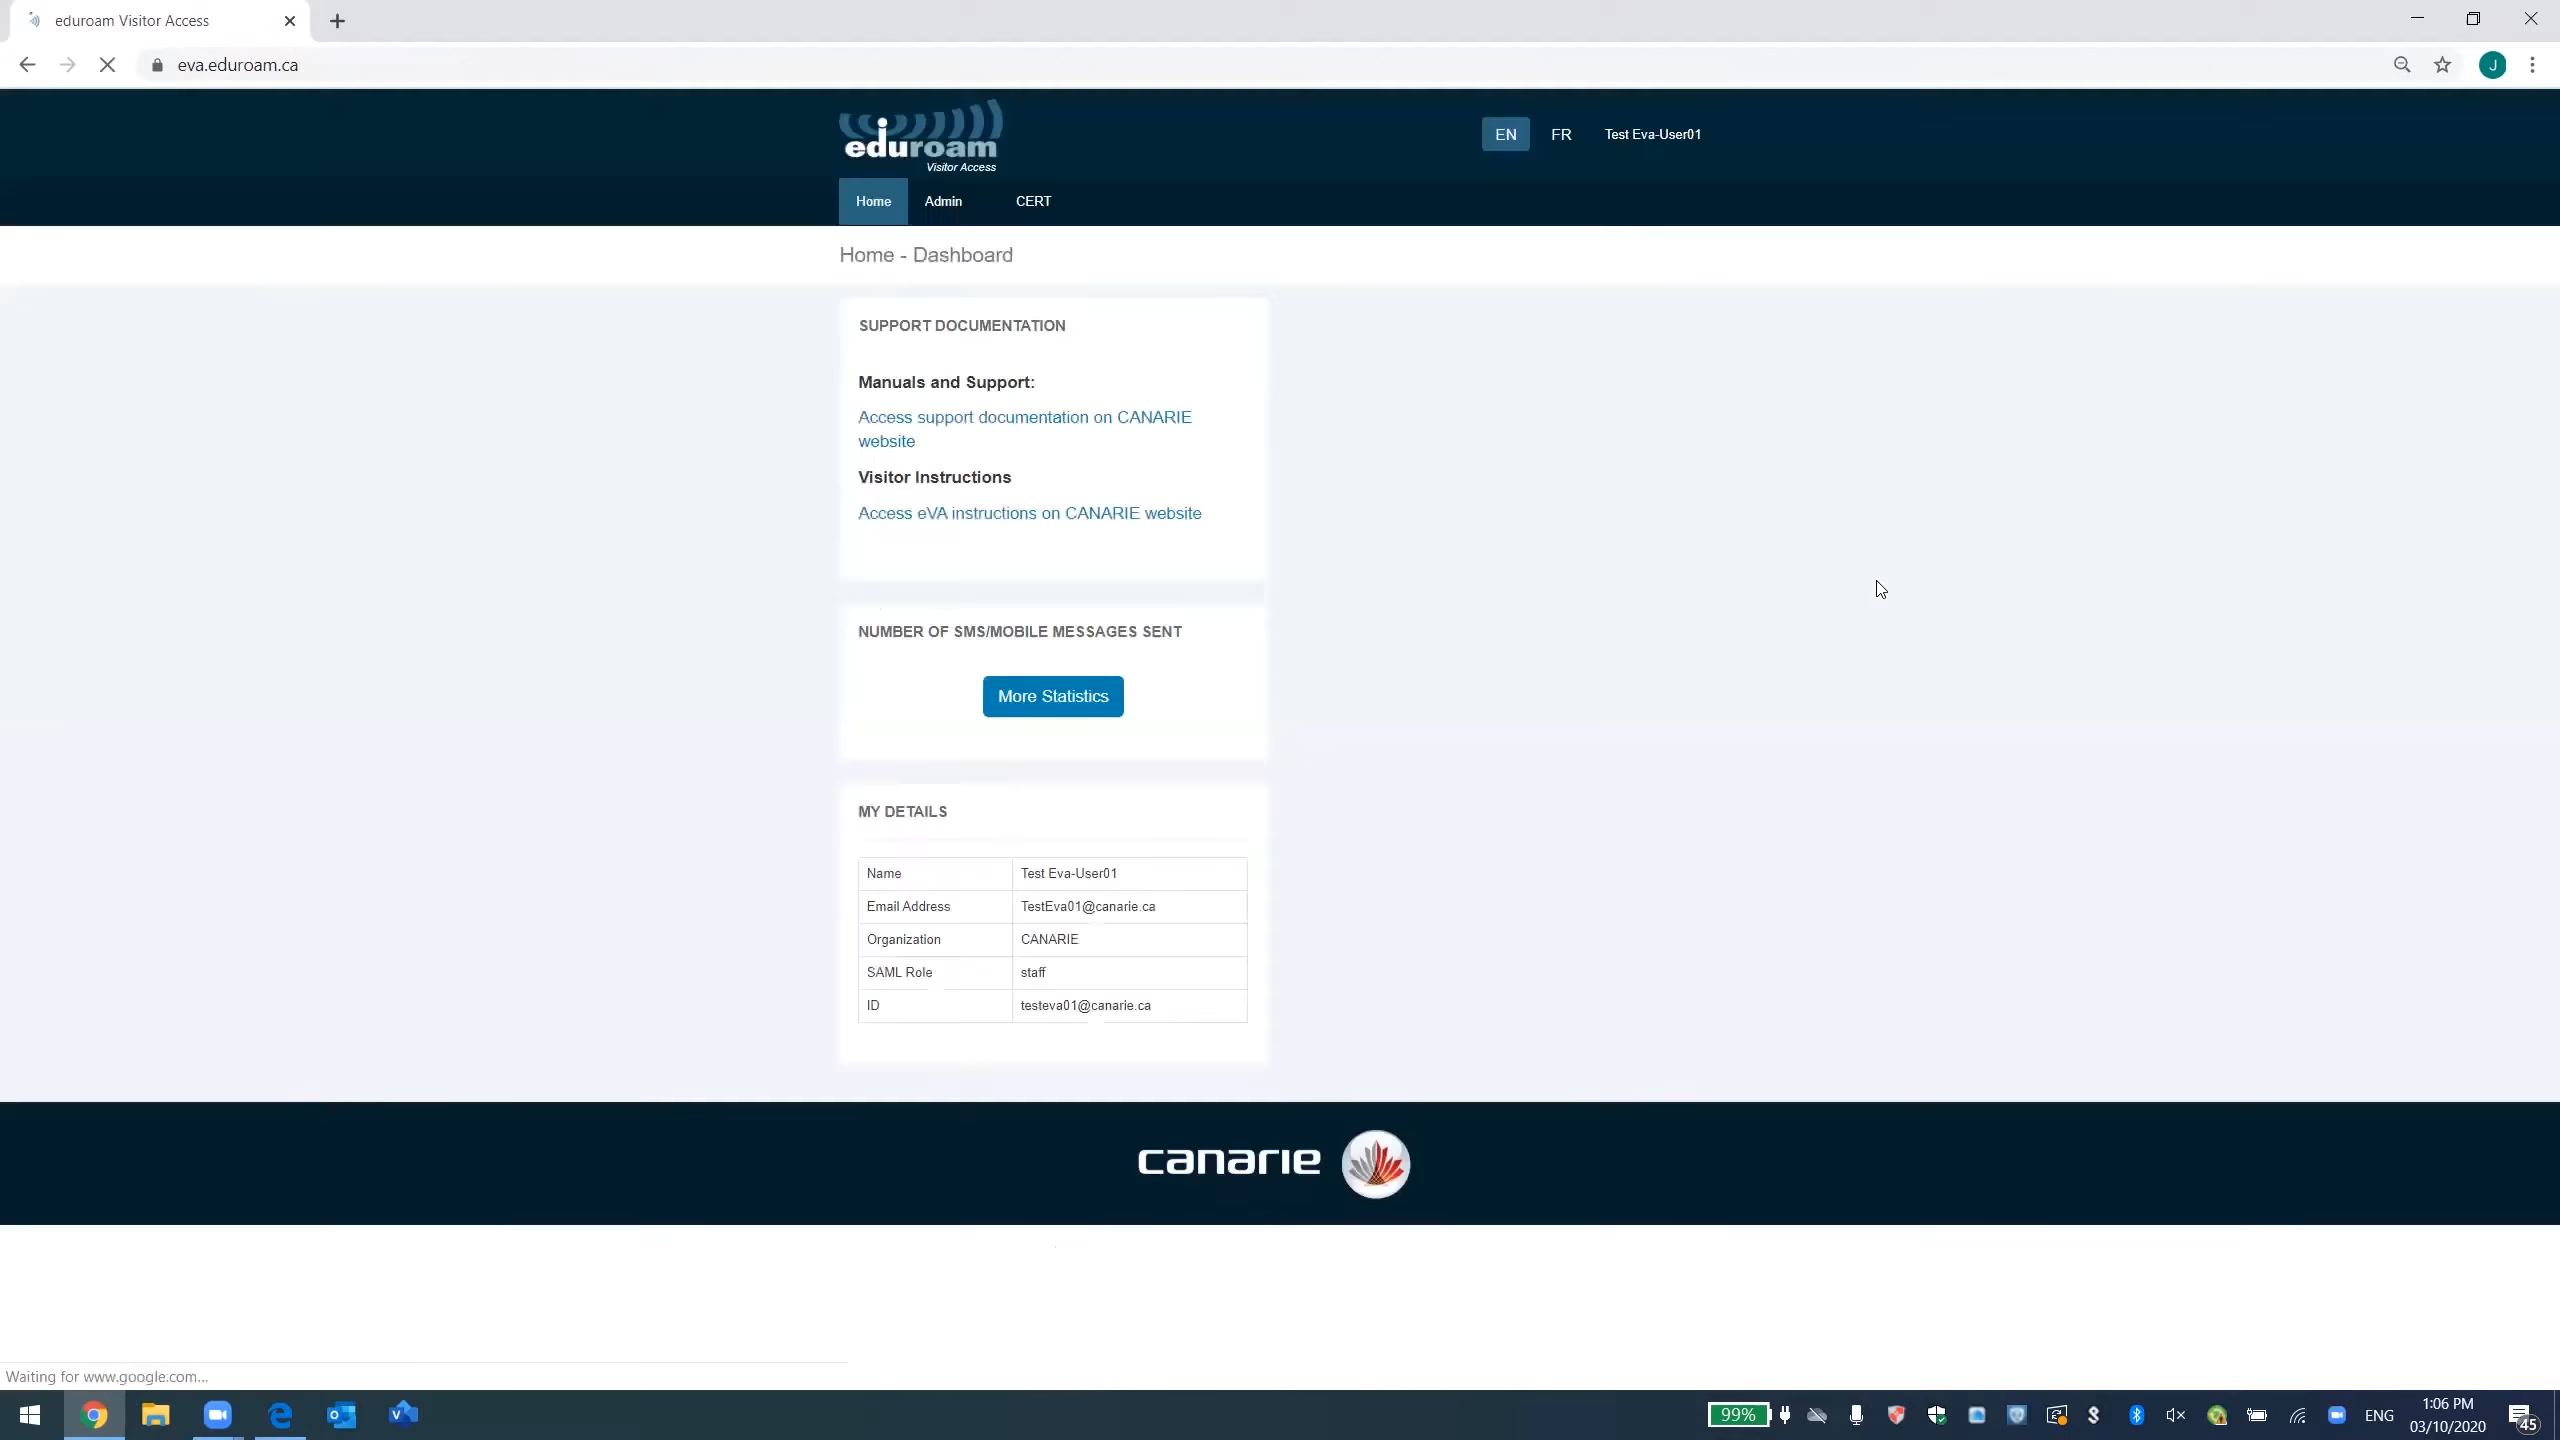 eduroam Visitor Access
eva.eduroam.ca
J
eduroam
Visitor Access
EN FR Test Eva-User01
Home Admin CERT
Home - Dashboard
SUPPORT DOCUMENTATION
Manuals and Support:
Access support documentation on CANARIE
website
Visitor Instructions
Access eVA instructions on CANARIE website
NUMBER OF SMS/MOBILE MESSAGES SENT
More Statistics
MY DETAILS
Name Test Eva-User01
Email Address TestEva01@canarie.ca
Organization CANARIE
SAML Role staff
ID testeva01@canarie.ca
canarie
Waiting for www.google.com...
99% ENG 1:06 PM
03/10/2020 45